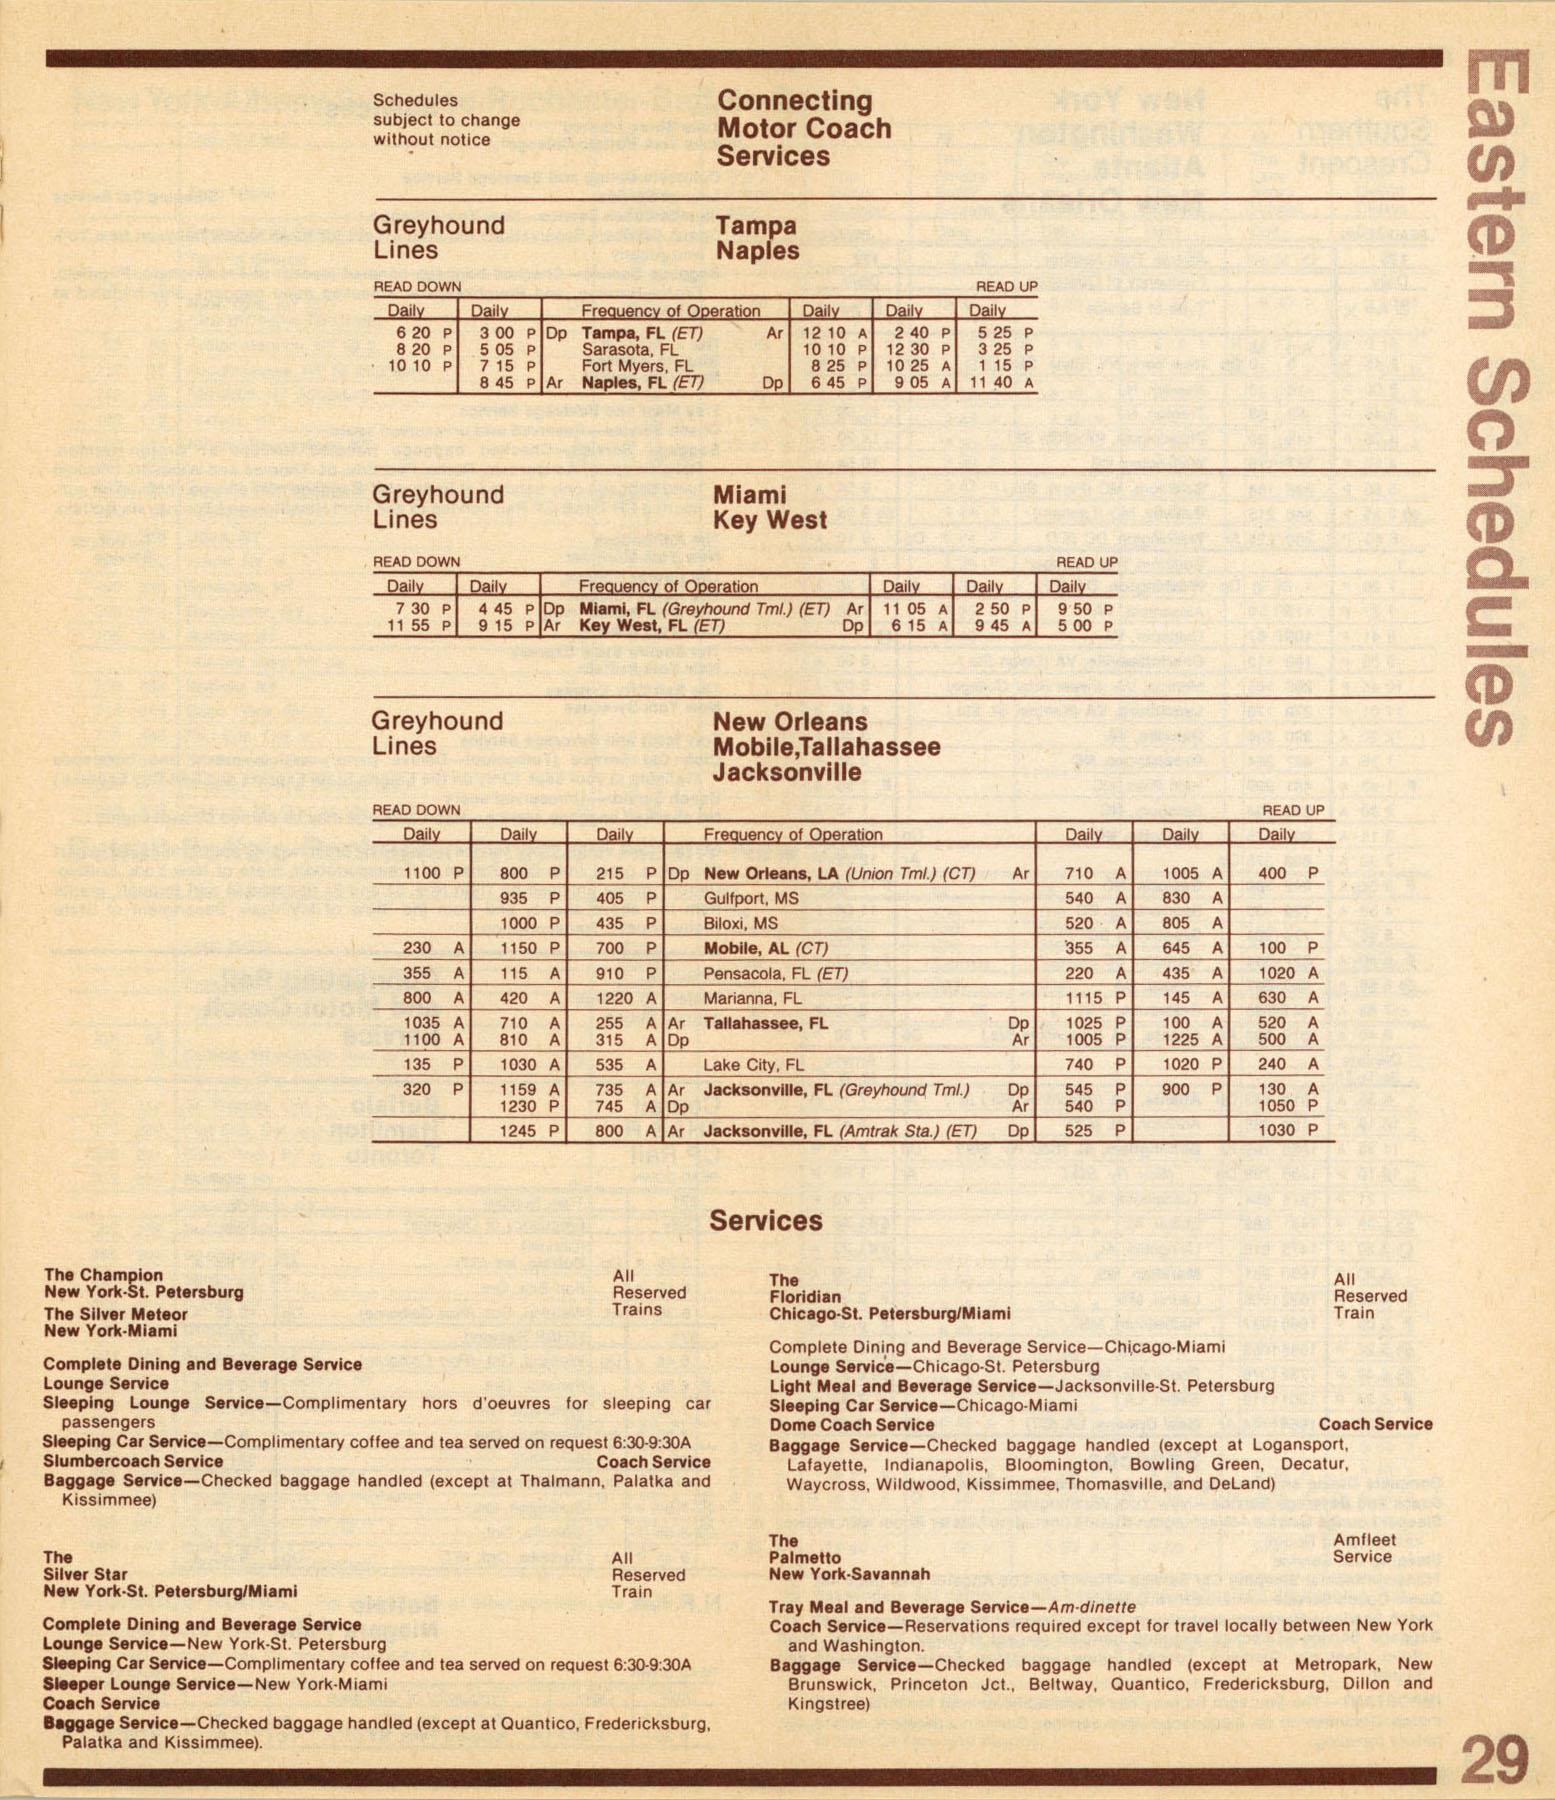 Eastern Schedules
Schedules
subject to change
without notice
Connecting
Motor Coach
Services
Greyhound
Lines
Tampa
Naples
READ DOWN READ UP
Daily Daily Frequency of Operation Daily Daily Daily
6 20 P 3 00 P Dp Tampa, FL (ET) Ar 12 10 A 2 40 P 5 25 P
8 20 P 5 05 P Sarasota, FL 10 10 P 12 30 P 3 25 P
10 10 P 7 15 P Fort Myers, FL 8 25 P 10 25 A 1 15 P
8 45 P Ar Naples, FL (ET) Dp 6 45 P 9 05 A 11 40 A
Greyhound
Lines
Miami
Key West
READ DOWN READ UP
Daily Daily Frequency of Operation Daily Daily Daily
7 30 P 4 45 P Dp Miami, FL (Greyhound Tml.) (ET) Ar 11 05 A 2 50 P 9 50 P
11 55 P 9 15 P Ar Key West, FL (ET) Dp 6 15 A 9 45 A 5 00 P
Greyhound
Lines
New Orleans
Mobile,Tallahassee
Jacksonville
READ DOWN READ UP
Daily Daily Daily Frequency of Operation Daily Daily Daily
1100 P 800 P 215 P Dp New Orleans, LA (Union Tml.) (CT) Ar 710 A 1005 A 400 P
935 P 405 P Gulfport, MS 540 A 830 A
1000 P 435 P Biloxi, MS 520 A 805 A
230 A 1150 P 700 P Mobile, AL (CT) 355 A 645 A 100 P
355 A 115 A 910 P Pensacola, FL (ET) 220 A 435 A 1020 A
800 A 420 A 1220 A Marianna, FL 1115 P 145 A 630 A
1035 A 710 A 255 A Ar Tallahassee, FL Dp 1025 P 100 A 520 A
1100 A 810 A 315 A Dp Ar 1005 P 1225 A 500 A
135 P 1030 A 535 A Lake City, FL 740 P 1020 P 240 A
320 P 1159 A 735 A Ar Jacksonville, FL (Greyhound Tml.) Dp 545 P 900 P 130 A
1230 P 745 A Dp Ar 540 P 1050 P
1245 P 800 A Ar Jacksonville, FL (Amtrak Sta.) (ET) Dp 525 P 1030 P
Services
The Champion
New York-St. Petersburg
The Silver Meteor
New York-Miami
All
Reserved
Trains
Complete Dining and Beverage Service
Lounge Service
Sleeping Lounge Service—Complimentary hors d'oeuvres for sleeping car
passengers
Sleeping Car Service—Complimentary coffee and tea served on request 6:30-9:30A
Slumbercoach Service Coach Service
Baggage Service—Checked baggage handled (except at Thalmann, Palatka and
Kissimmee)
The
Silver Star
New York-St. Petersburg/Miami
All
Reserved
Train
Complete Dining and Beverage Service
Lounge Service—New York-St. Petersburg
Sleeping Car Service—Complimentary coffee and tea served on request 6:30-9:30A
Sleeper Lounge Service—New York-Miami
Coach Service
Baggage Service—Checked baggage handled (except at Quantico, Fredericksburg,
Palatka and Kissimmee).
The
Floridian
Chicago-St. Petersburg/Miami
All
Reserved
Train
Complete Dining and Beverage Service—Chicago-Miami
Lounge Service—Chicago-St. Petersburg
Light Meal and Beverage Service—Jacksonville-St. Petersburg
Sleeping Car Service—Chicago-Miami
Dome Coach Service Coach Service
Baggage Service—Checked baggage handled (except at Logansport,
Lafayette, Indianapolis, Bloomington, Bowling Green, Decatur,
Waycross, Wildwood, Kissimmee, Thomasville, and DeLand)
The
Palmetto
New York-Savannah
Amfleet
Service
Tray Meal and Beverage Service—Am-dinette
Coach Service—Reservations required except for travel locally between New York
and Washington.
Baggage Service—Checked baggage handled (except at Metropark, New
Brunswick, Princeton Jct., Beltway, Quantico, Fredericksburg, Dillon and
Kingstree)
29